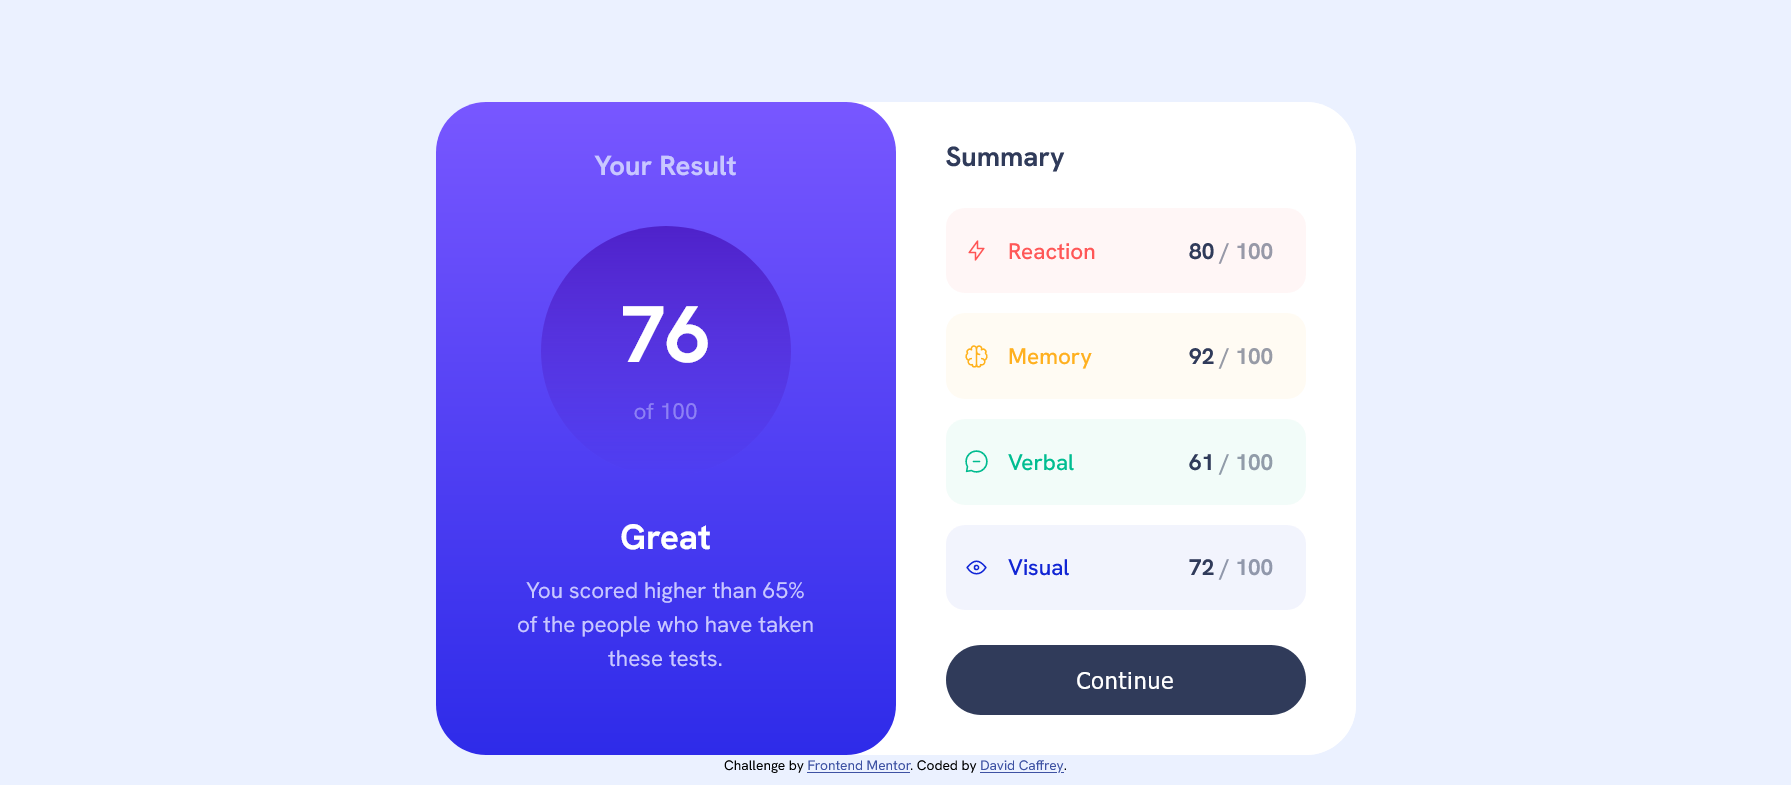 Your Result
76
of 100
Great
You scored higher than 65%
of the people who have taken
these tests.
Summary
Reaction 80 / 100
Memory 92 / 100
Verbal 61 / 100
Visual 72 / 100
Continue
Challenge by Frontend Mentor. Coded by David Caffrey.